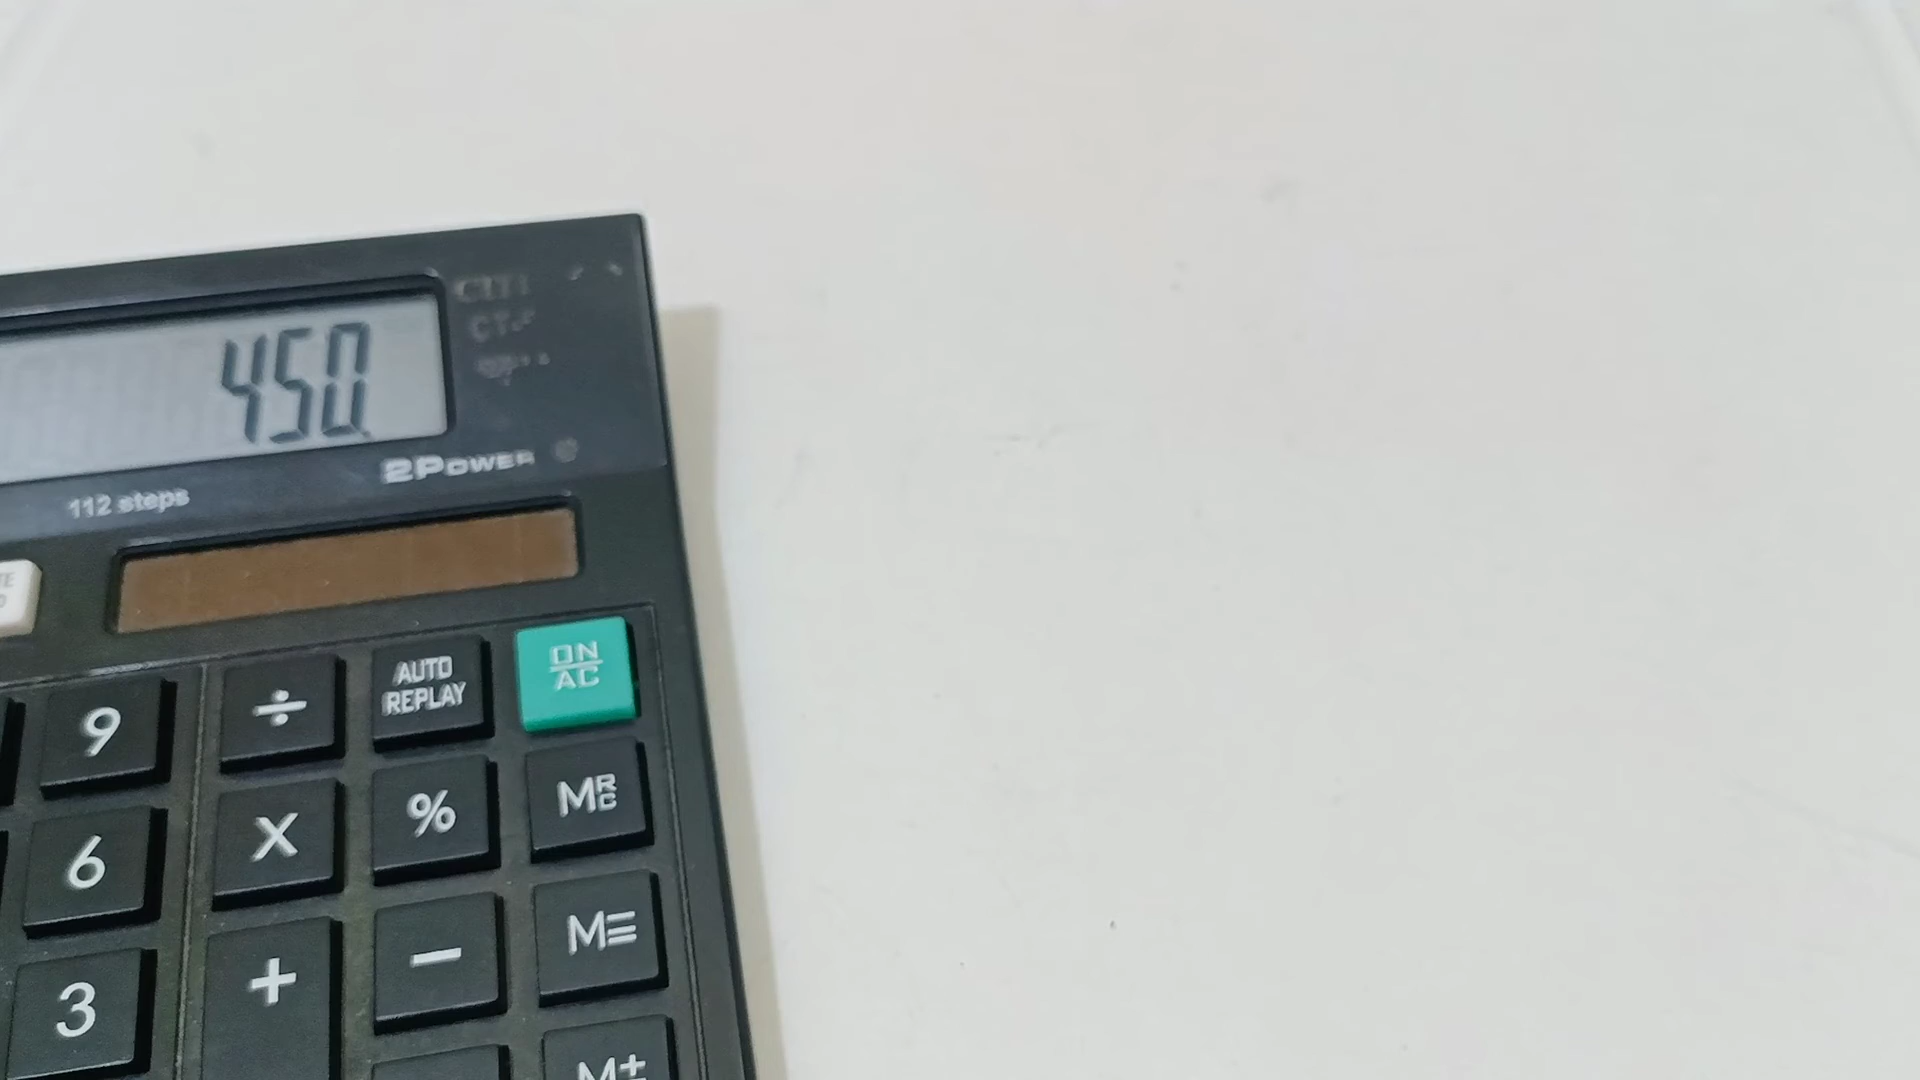 450.
2POWER
112 steps
ON
AC
AUTO
REPLAY
9
÷
%
MRC
6
X
−
M=
3
+
M±